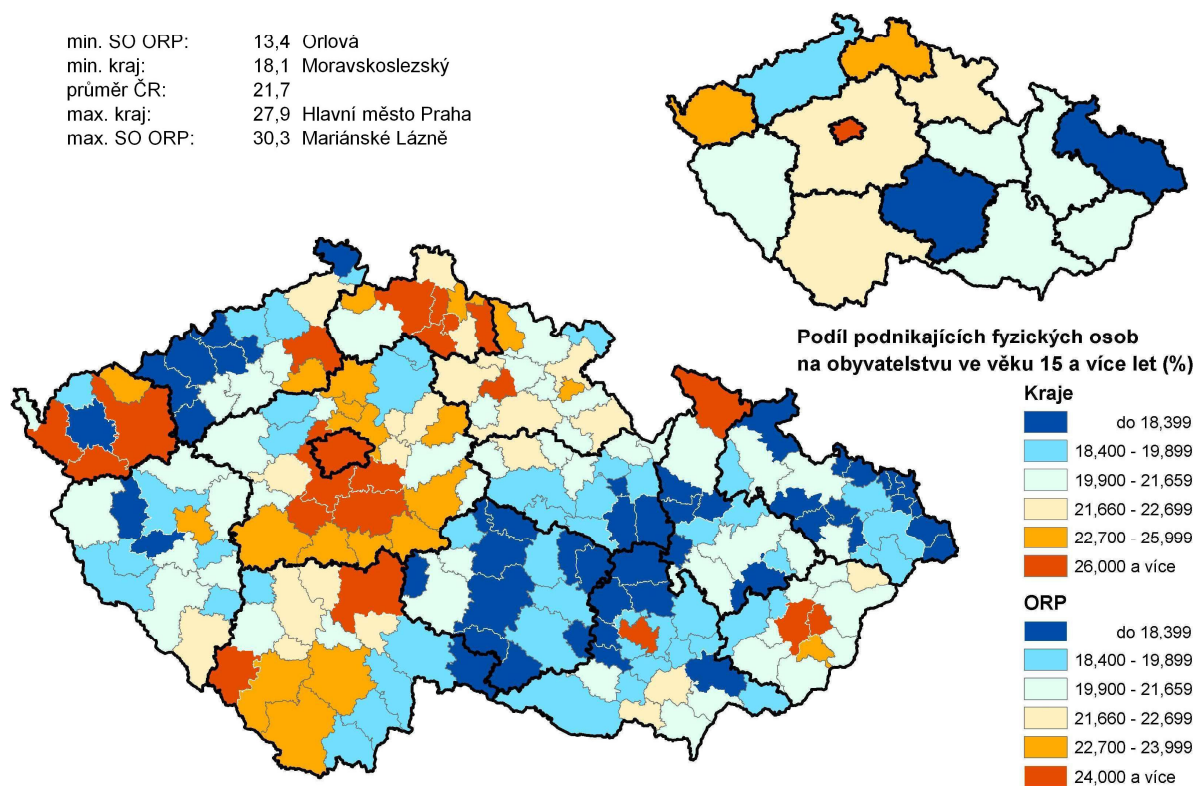 min. SO ORP: 13,4 Orlová
min. kraj: 18,1 Moravskoslezský
průměr ČR: 21,7
max. kraj: 27,9 Hlavní město Praha
max. SO ORP: 30,3 Mariánské Lázně
Podíl podnikajících fyzických osob
na obyvatelstvu ve věku 15 a více let (%)
Kraje
do 18,399
18,400 - 19,899
19,900 - 21,659
21,660 - 22,699
22,700 - 25,999
26,000 a více
ORP
do 18,399
18,400 - 19,899
19,900 - 21,659
21,660 - 22,699
22,700 - 23,999
24,000 a více